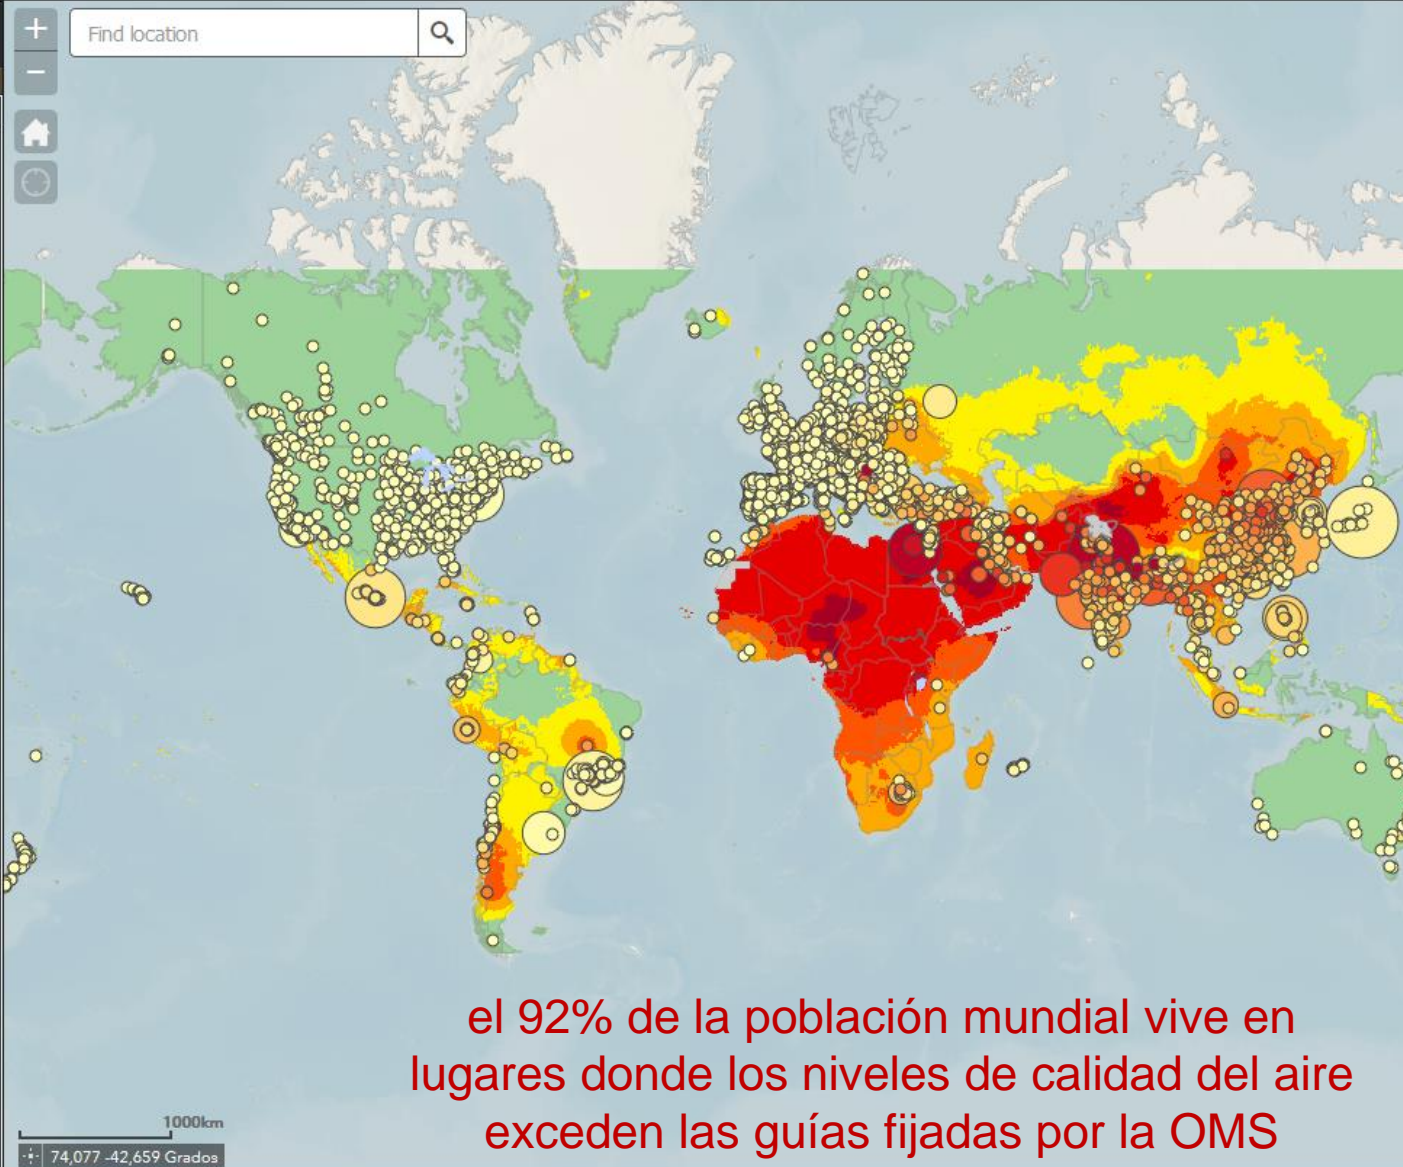 +
Find location
−
el 92% de la población mundial vive en
lugares donde los niveles de calidad del aire
exceden las guías fijadas por la OMS
1000km
74,077 -42,659 Grados